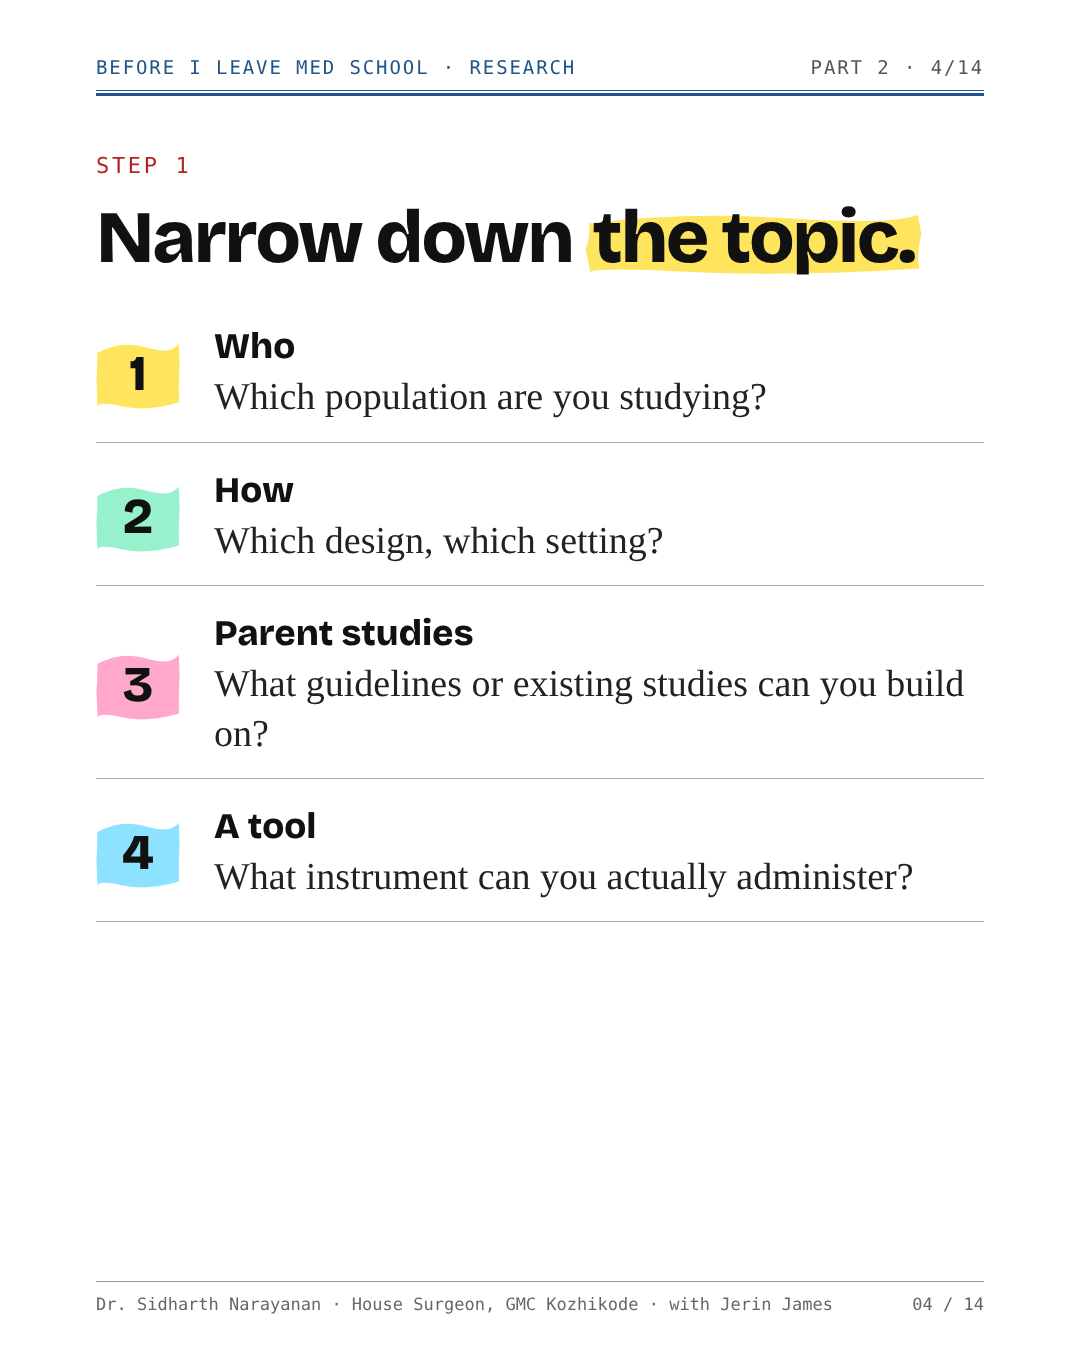 BEFORE I LEAVE MED SCHOOL · RESEARCH
PART 2 · 4/14
STEP 1
Narrow down the topic.
1
Who
Which population are you studying?
2
How
Which design, which setting?
3
Parent studies
What guidelines or existing studies can you build
on?
4
A tool
What instrument can you actually administer?
Dr. Sidharth Narayanan · House Surgeon, GMC Kozhikode · with Jerin James
04 / 14